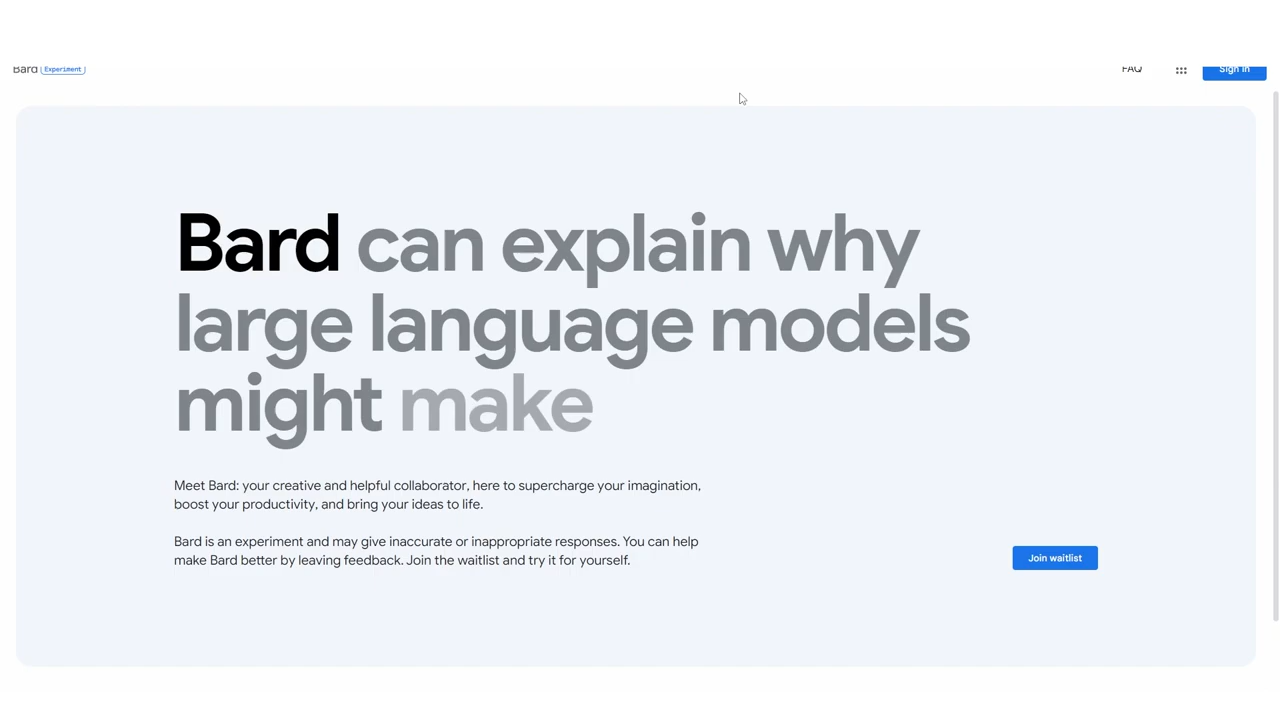 Bard Experiment FAQ Sign in
Bard can explain why
large language models
might make
Meet Bard: your creative and helpful collaborator, here to supercharge your imagination,
boost your productivity, and bring your ideas to life.
Bard is an experiment and may give inaccurate or inappropriate responses. You can help
make Bard better by leaving feedback. Join the waitlist and try it for yourself.
Join waitlist